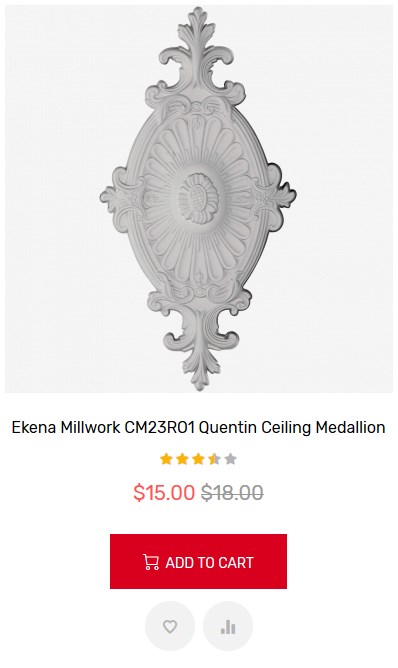 Ekena Millwork CM23RO1 Quentin Ceiling Medallion
$15.00 $18.00
ADD TO CART